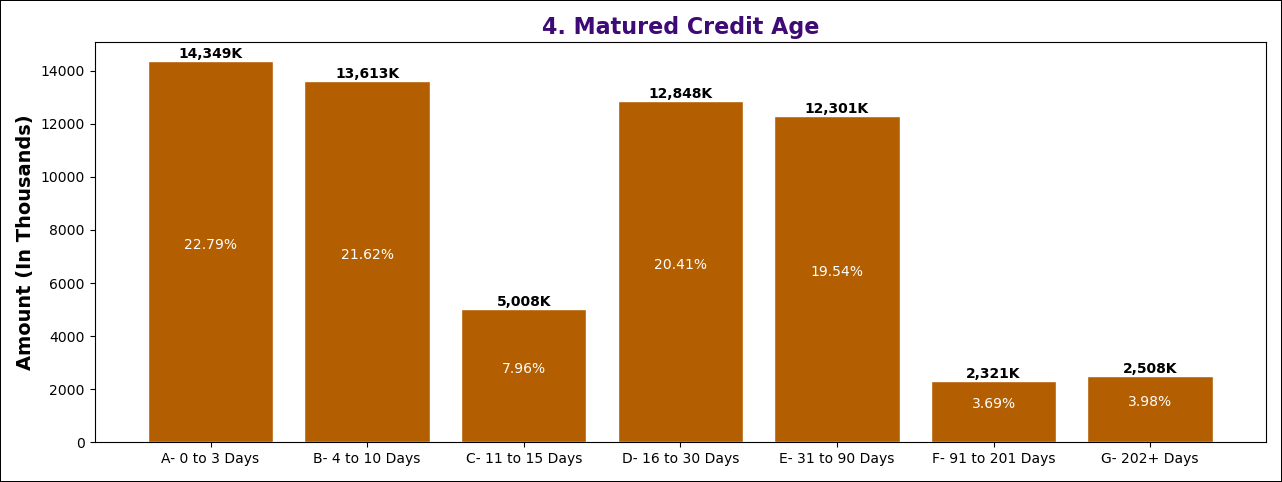 4. Matured Credit Age
Amount (In Thousands)
14000
12000
10000
8000
6000
4000
2000
0
14,349K
13,613K
5,008K
12,848K
12,301K
2,321K
2,508K
22.79%
21.62%
7.96%
20.41%
19.54%
3.69%
3.98%
A- 0 to 3 Days
B- 4 to 10 Days
C- 11 to 15 Days
D- 16 to 30 Days
E- 31 to 90 Days
F- 91 to 201 Days
G- 202+ Days